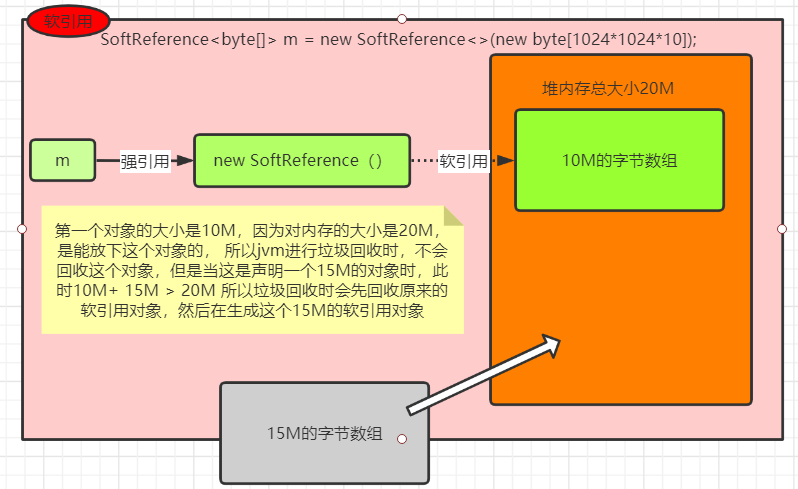 软引用
SoftReference<byte[]> m = new SoftReference<>(new byte[1024*1024*10]);
堆内存总大小20M
m
强引用
new SoftReference（）
软引用
10M的字节数组
第一个对象的大小是10M，因为对内存的大小是20M，
是能放下这个对象的， 所以jvm进行垃圾回收时，不会
回收这个对象，但是当这是声明一个15M的对象时，此
时10M+ 15M > 20M 所以垃圾回收时会先回收原来的
软引用对象，然后在生成这个15M的软引用对象
15M的字节数组